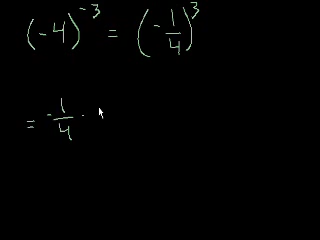 (-4)^-3 = (-1/4)^3
= -1/4 ·